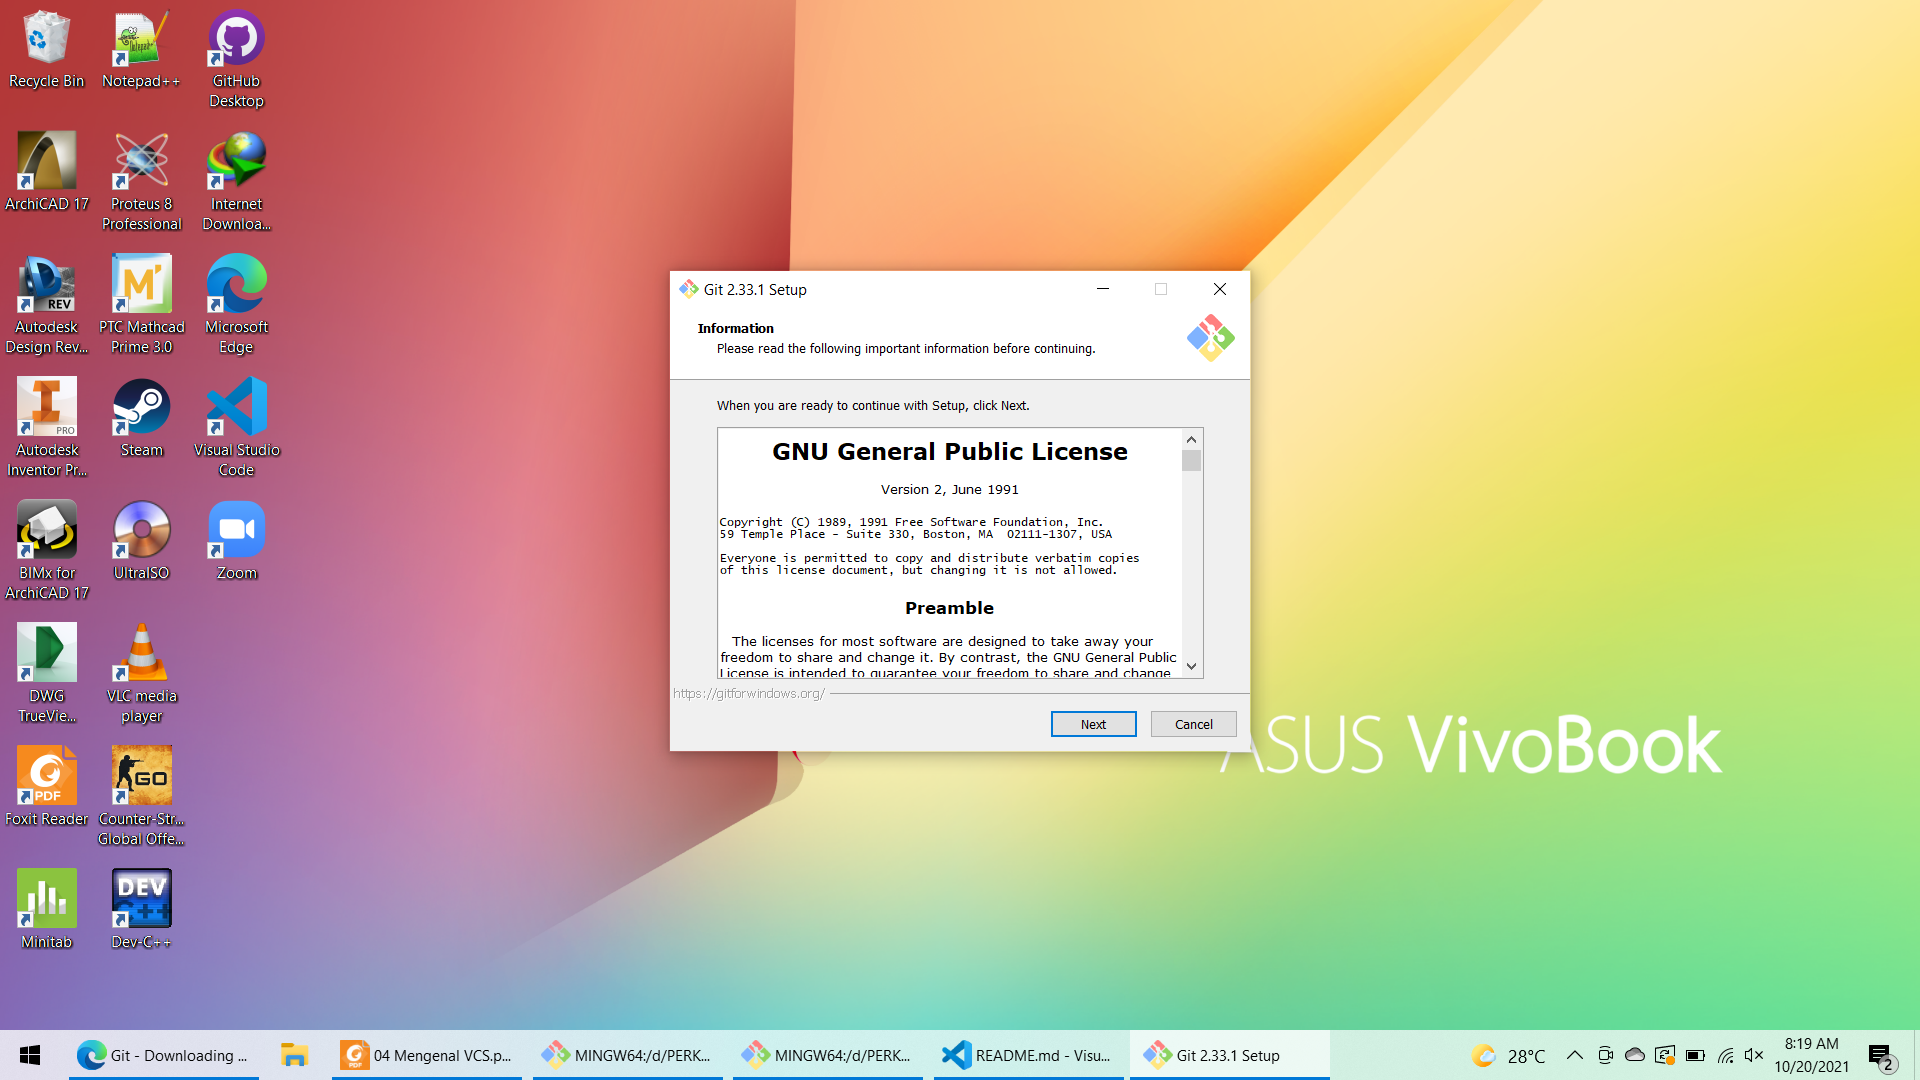 Recycle Bin
Notepad++
GitHub
Desktop
ArchiCAD 17
Proteus 8
Professional
Internet
Downloa...
REV
Autodesk
Design Rev...
M'
PTC Mathcad
Prime 3.0
Microsoft
Edge
PRO
Autodesk
Inventor Pr...
Steam
Visual Studio
Code
BIMx for
ArchiCAD 17
UltraISO
Zoom
DWG
TrueVie...
VLC media
player
PDF
Foxit Reader
GO
Counter-Str...
Global Offe...
Minitab
DEV
C++
Dev-C++
Git 2.33.1 Setup
Information
Please read the following important information before continuing.
When you are ready to continue with Setup, click Next.
GNU General Public License
Version 2, June 1991
Copyright (C) 1989, 1991 Free Software Foundation, Inc.
59 Temple Place - Suite 330, Boston, MA  02111-1307, USA
Everyone is permitted to copy and distribute verbatim copies
of this license document, but changing it is not allowed.
Preamble
The licenses for most software are designed to take away your
freedom to share and change it. By contrast, the GNU General Public
License is intended to guarantee your freedom to share and change
https://gitforwindows.org/
Next
Cancel
ASUS VivoBook
Git - Downloading ...
PDF
04 Mengenal VCS.p...
MINGW64:/d/PERK...
MINGW64:/d/PERK...
README.md - Visu...
Git 2.33.1 Setup
28°C
8:19 AM
10/20/2021
2